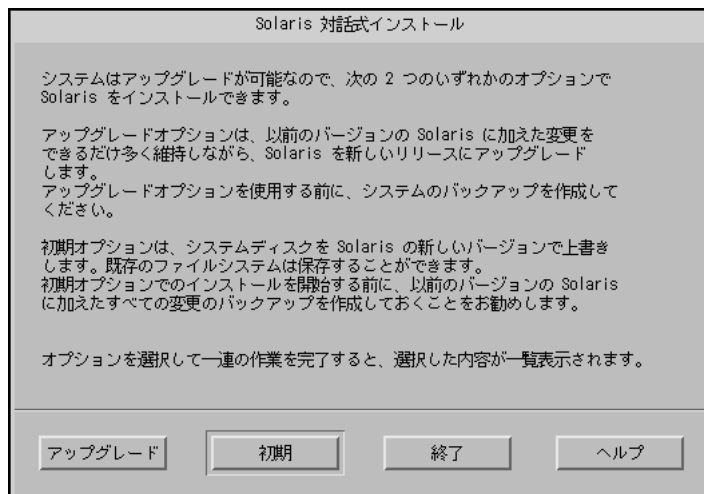 Solaris 対話式インストール
システムはアップグレードが可能なので、次の 2 つのいずれかのオプションで
Solaris をインストールできます。
アップグレードオプションは、以前のバージョンの Solaris に加えた変更を
できるだけ多く維持しながら、Solaris を新しいリリースにアップグレード
します。
アップグレードオプションを使用する前に、システムのバックアップを作成して
ください。
初期オプションは、システムディスクを Solaris の新しいバージョンで上書き
します。既存のファイルシステムは保存することができます。
初期オプションでのインストールを開始する前に、以前のバージョンの Solaris
に加えたすべての変更のバックアップを作成しておくことをお勧めします。
オプションを選択して一連の作業を完了すると、選択した内容が一覧表示されます。
アップグレード 初期 終了 ヘルプ